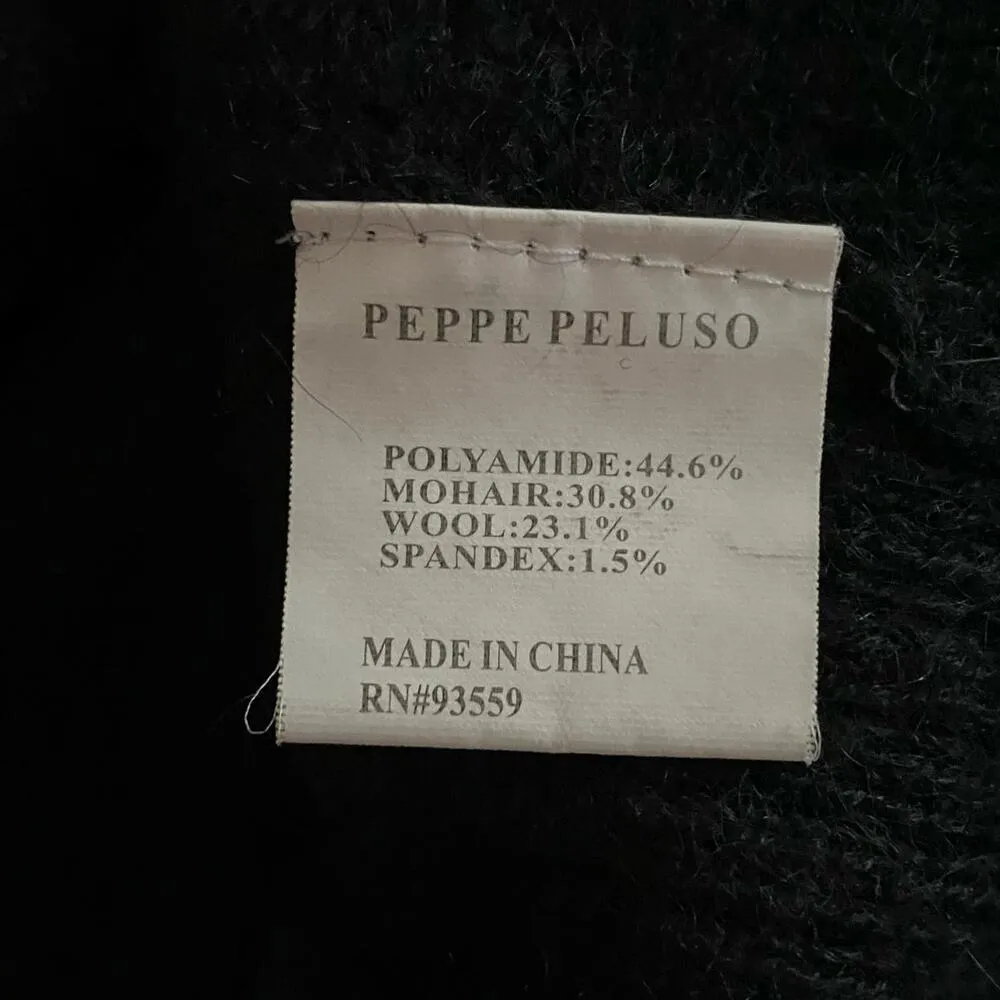 PEPPE PELUSO
POLYAMIDE:44.6%
MOHAIR:30.8%
WOOL:23.1%
SPANDEX:1.5%
MADE IN CHINA
RN#93559